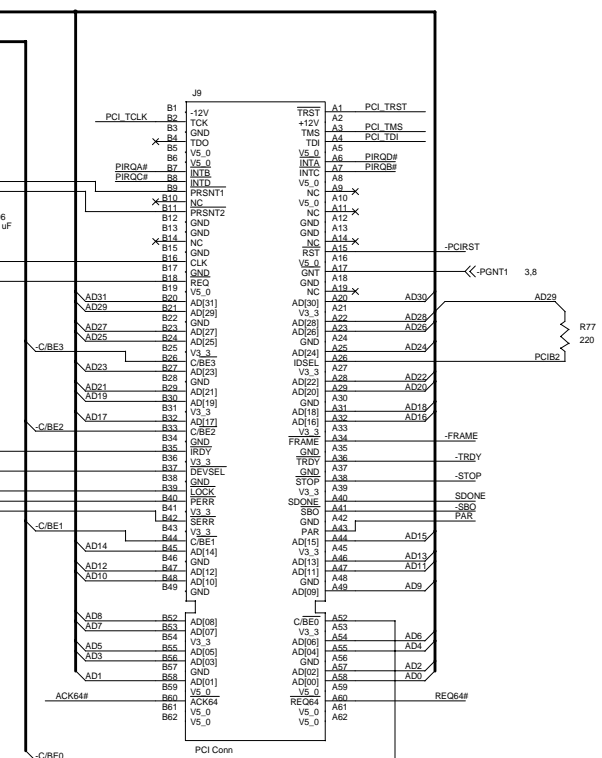 J9
B1 -12V TRST A1 PCI_TRST
PCI_TCLK B2 TCK +12V A2
B3 GND TMS A3 PCI_TMS
B4 TDO TDI A4 PCI_TDI
B5 V5_0 V5_0 A5
B6 V5_0 INTA A6 PIRQD#
PIRQA# B7 INTB INTC A7 PIRQB#
PIRQC# B8 INTD V5_0 A8
B9 PRSNT1 NC A9
B10 NC V5_0 A10
B11 PRSNT2 NC A11
6
uF
B12 GND GND A12
B13 GND GND A13
B14 NC NC A14
B15 GND RST A15 -PCIRST
B16 CLK V5_0 A16
B17 GND GNT A17 -PGNT1 3,8
B18 REQ GND A18
B19 V5_0 NC A19
AD31 B20 AD[31] AD[30] A20 AD30 AD29
AD29 B21 AD[29] V3_3 A21
B22 GND AD[28] A22 AD28
AD27 B23 AD[27] AD[26] A23 AD26 R77
AD25 B24 AD[25] GND A24 220
-C/BE3 B25 V3_3 AD[24] A25 AD24
B26 C/BE3 IDSEL A26 PCIB2
AD23 B27 AD[23] V3_3 A27
B28 GND AD[22] A28 AD22
AD21 B29 AD[21] AD[20] A29 AD20
AD19 B30 AD[19] GND A30
B31 V3_3 AD[18] A31 AD18
AD17 B32 AD[17] AD[16] A32 AD16
-C/BE2 B33 C/BE2 V3_3 A33
B34 GND FRAME A34 -FRAME
B35 IRDY GND A35
B36 V3_3 TRDY A36 -TRDY
B37 DEVSEL GND A37
B38 GND STOP A38 -STOP
B39 LOCK V3_3 A39
B40 PERR SDONE A40 SDONE
B41 V3_3 SBO A41 -SBO
B42 SERR GND A42 PAR
-C/BE1 B43 V3_3 PAR A43
B44 C/BE1 AD[15] A44 AD15
AD14 B45 AD[14] V3_3 A45
B46 GND AD[13] A46 AD13
AD12 B47 AD[12] AD[11] A47 AD11
AD10 B48 AD[10] GND A48
B49 GND AD[09] A49 AD9
AD8 B52 AD[08] C/BE0 A52
AD7 B53 AD[07] V3_3 A53
B54 V3_3 AD[06] A54 AD6
AD5 B55 AD[05] AD[04] A55 AD4
AD3 B56 AD[03] GND A56
B57 GND AD[02] A57 AD2
AD1 B58 AD[01] AD[00] A58 AD0
B59 V5_0 V5_0 A59
ACK64# B60 ACK64 REQ64 A60 REQ64#
B61 V5_0 V5_0 A61
B62 V5_0 V5_0 A62
PCI Conn
-C/BE0